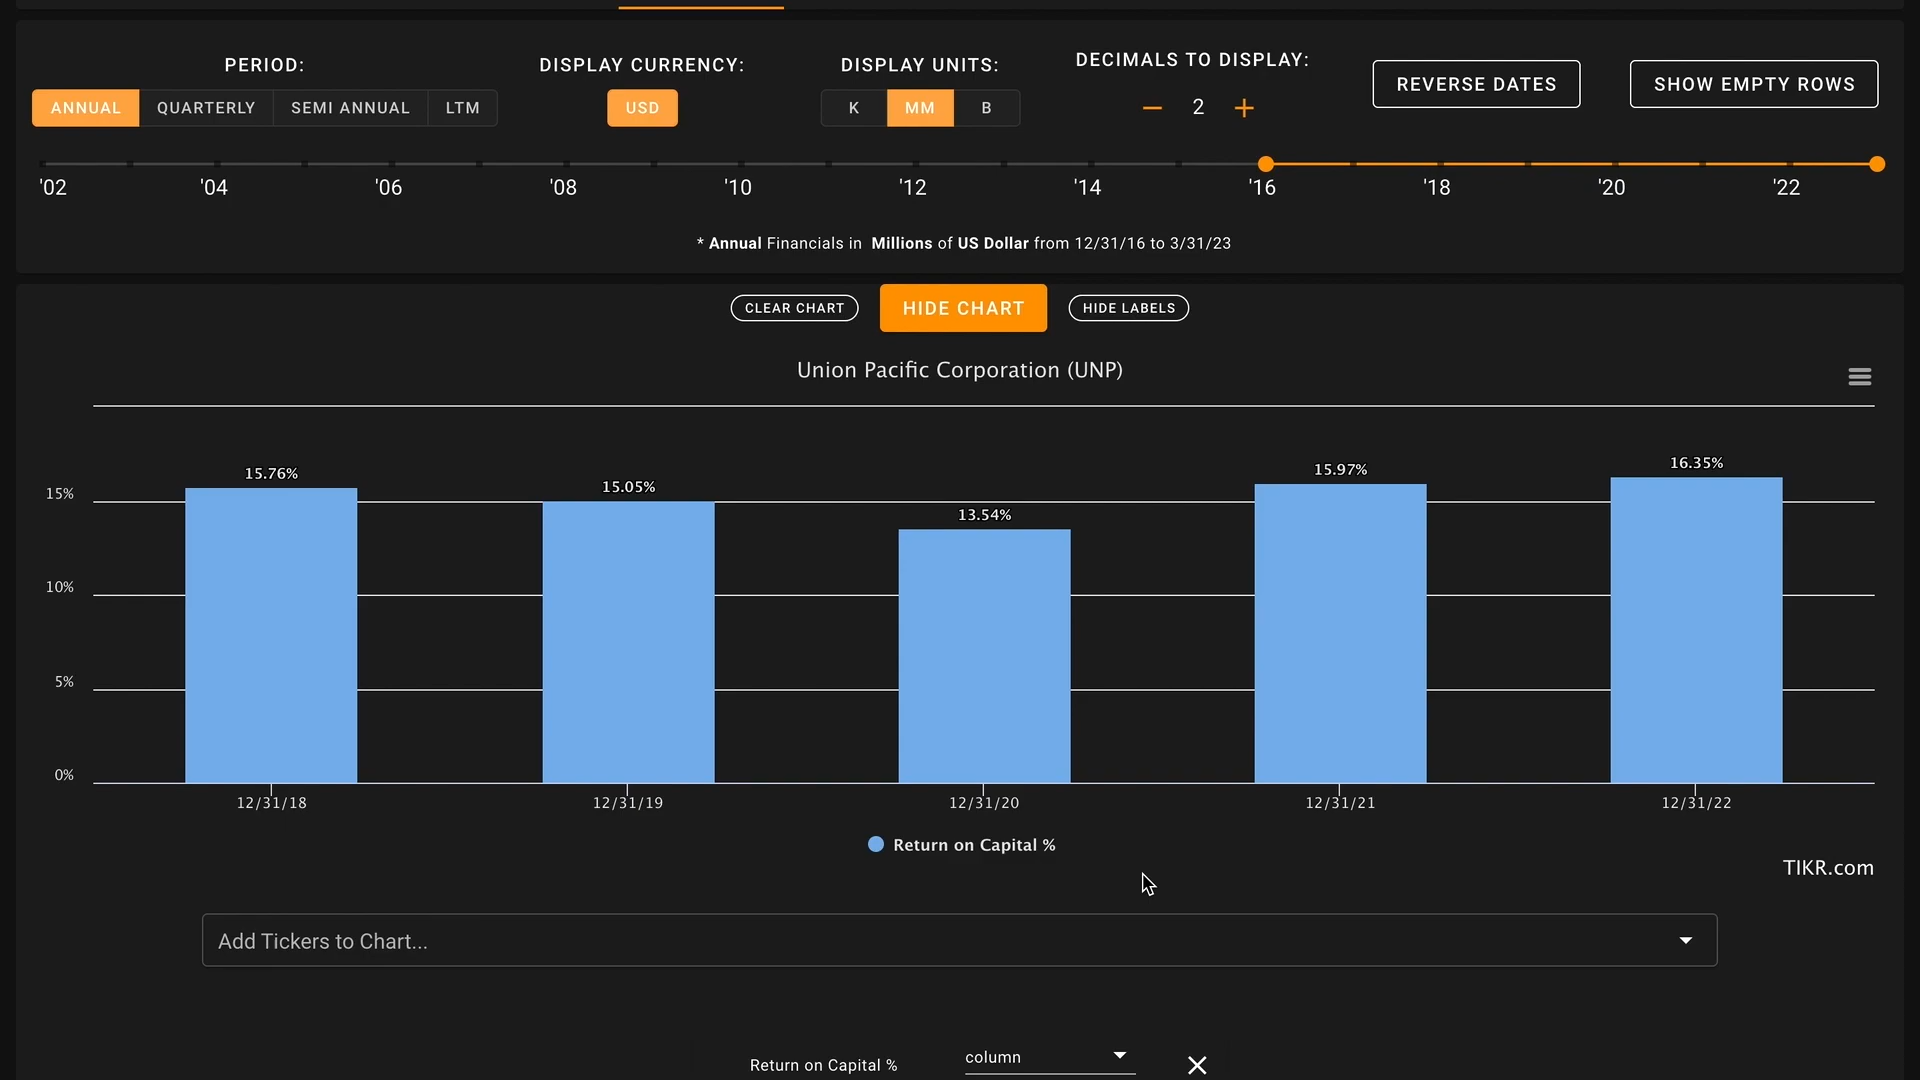 PERIOD:
ANNUAL QUARTERLY SEMI ANNUAL LTM
DISPLAY CURRENCY:
USD
DISPLAY UNITS:
K MM B
DECIMALS TO DISPLAY:
2
REVERSE DATES
SHOW EMPTY ROWS
'02 '04 '06 '08 '10 '12 '14 '16 '18 '20 '22
* Annual Financials in Millions of US Dollar from 12/31/16 to 3/31/23
CLEAR CHART HIDE CHART HIDE LABELS
Union Pacific Corporation (UNP)
15.76% 15.05% 13.54% 15.97% 16.35%
15%
10%
5%
0%
12/31/18 12/31/19 12/31/20 12/31/21 12/31/22
Return on Capital %
TIKR.com
Add Tickers to Chart...
Return on Capital % column